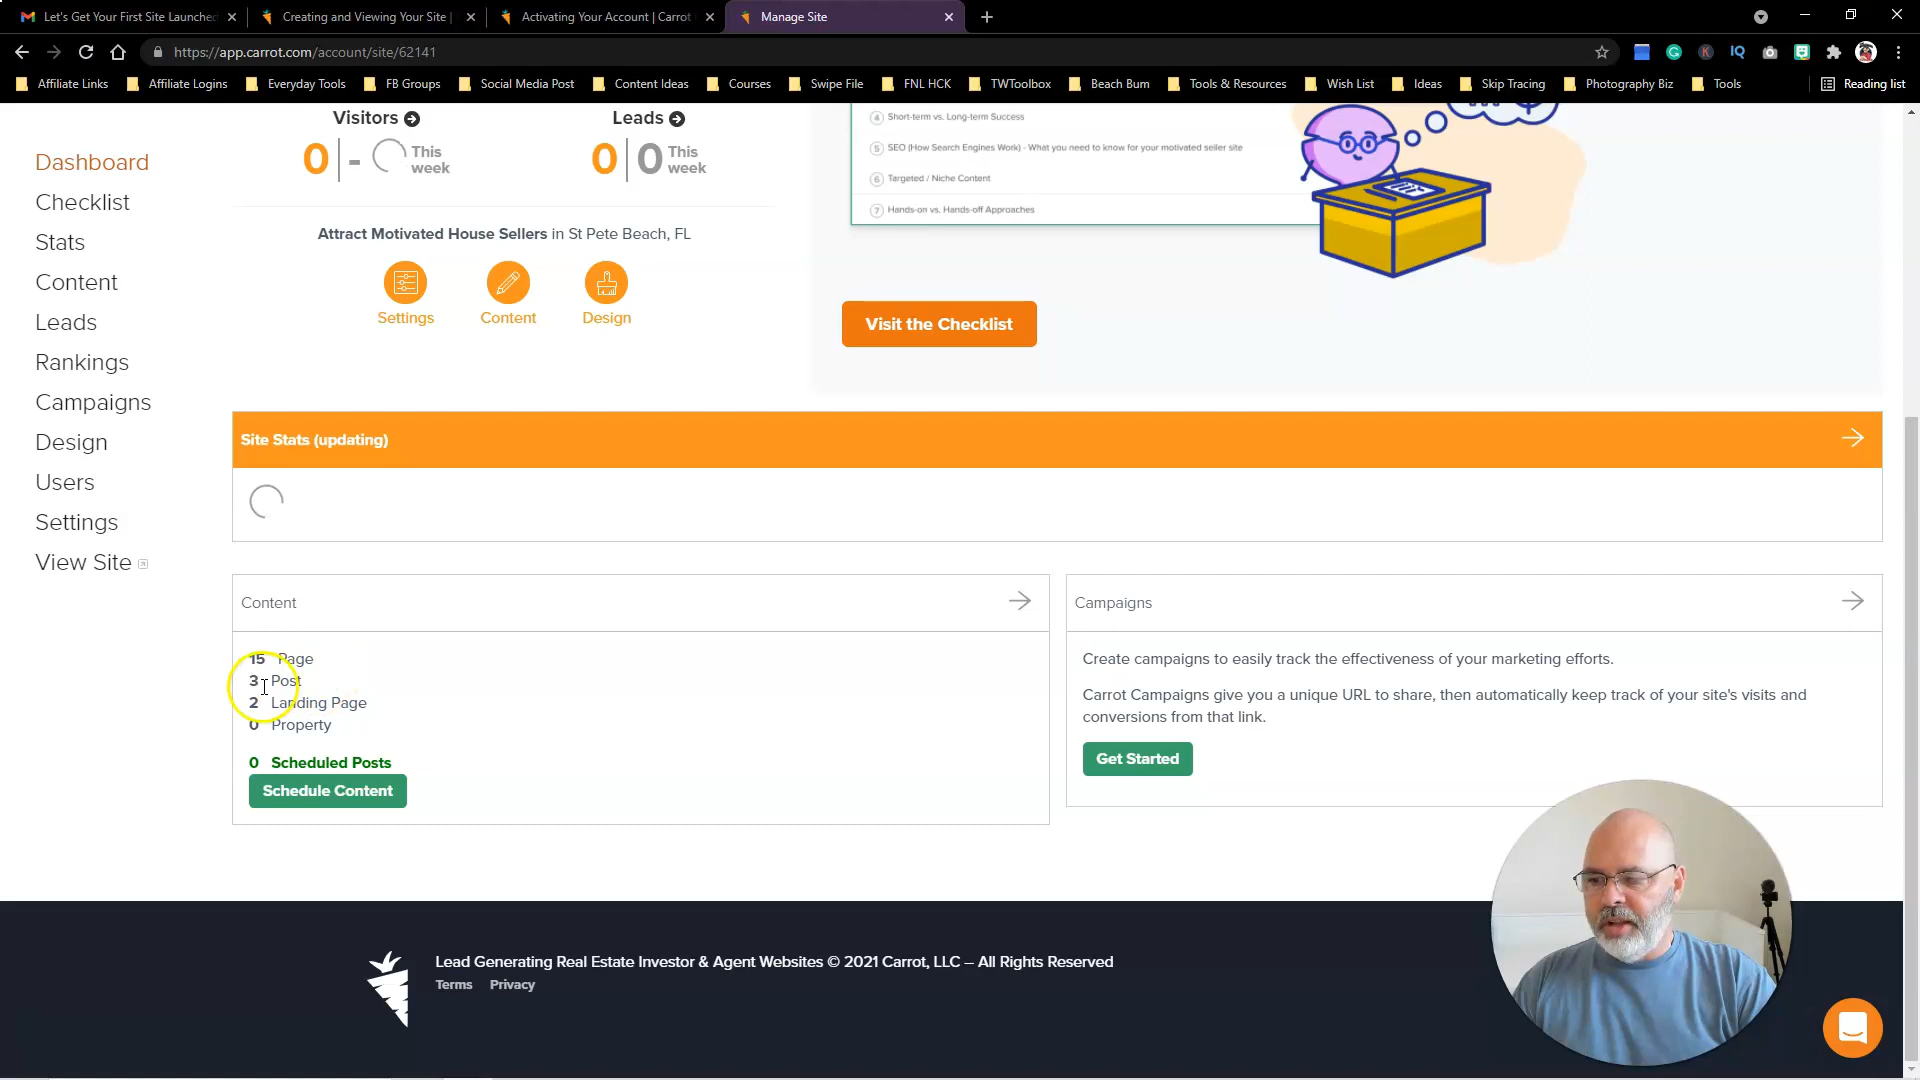 Let's Get Your First Site Launched
Creating and Viewing Your Site |
Activating Your Account | Carrot
Manage Site
https://app.carrot.com/account/site/62141
Affiliate Links
Affiliate Logins
Everyday Tools
FB Groups
Social Media Post
Content Ideas
Courses
Swipe File
FNL HCK
TWToolbox
Beach Bum
Tools & Resources
Wish List
Ideas
Skip Tracing
Photography Biz
Tools
Reading list
Dashboard
Checklist
Stats
Content
Leads
Rankings
Campaigns
Design
Users
Settings
View Site
Visitors
0 - This week
Leads
0 0 This week
Attract Motivated House Sellers in St Pete Beach, FL
Settings
Content
Design
4 Short-term vs. Long-term Success
5 SEO (How Search Engines Work) - What you need to know for your motivated seller site
6 Targeted / Niche Content
7 Hands-on vs. Hands-off Approaches
Visit the Checklist
Site Stats (updating)
Content
15 Page
3 Post
2 Landing Page
0 Property
0 Scheduled Posts
Schedule Content
Campaigns
Create campaigns to easily track the effectiveness of your marketing efforts.
Carrot Campaigns give you a unique URL to share, then automatically keep track of your site's visits and
conversions from that link.
Get Started
Lead Generating Real Estate Investor & Agent Websites © 2021 Carrot, LLC – All Rights Reserved
Terms Privacy